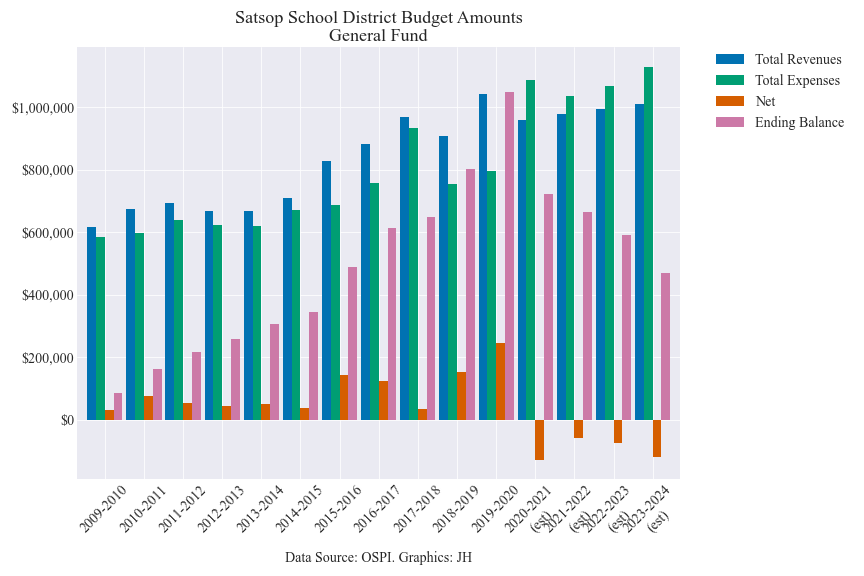 Satsop School District Budget Amounts
General Fund
Total Revenues
Total Expenses
Net
Ending Balance
$1,000,000
$800,000
$600,000
$400,000
$200,000
$0
2009-2010
2010-2011
2011-2012
2012-2013
2013-2014
2014-2015
2015-2016
2016-2017
2017-2018
2018-2019
2019-2020
2020-2021
(est)
2021-2022
(est)
2022-2023
(est)
2023-2024
(est)
Data Source: OSPI. Graphics: JH